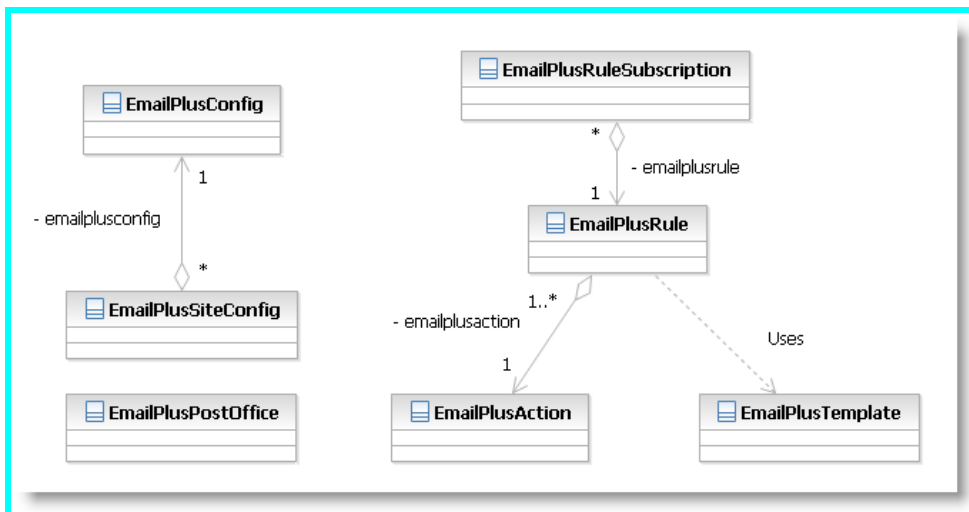 EmailPlusConfig
1
- emailplusconfig
*
EmailPlusSiteConfig
EmailPlusPostOffice
EmailPlusRuleSubscription
*
- emailplusrule
1
EmailPlusRule
1..*
- emailplusaction
1
Uses
EmailPlusAction
EmailPlusTemplate